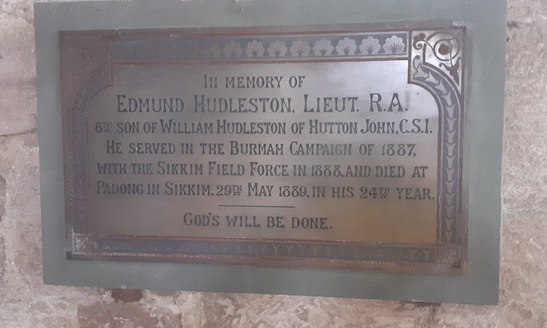 IN MEMORY OF
EDMUND HUDLESTON, LIEUT. R.A.
6TH SON OF WILLIAM HUDLESTON OF HUTTON JOHN, C.S.I.
HE SERVED IN THE BURMAH CAMPAIGN OF 1887,
WITH THE SIKKIM FIELD FORCE IN 1888, AND DIED AT
PADONG IN SIKKIM, 29TH MAY 1889, IN HIS 24TH YEAR.
GOD'S WILL BE DONE.